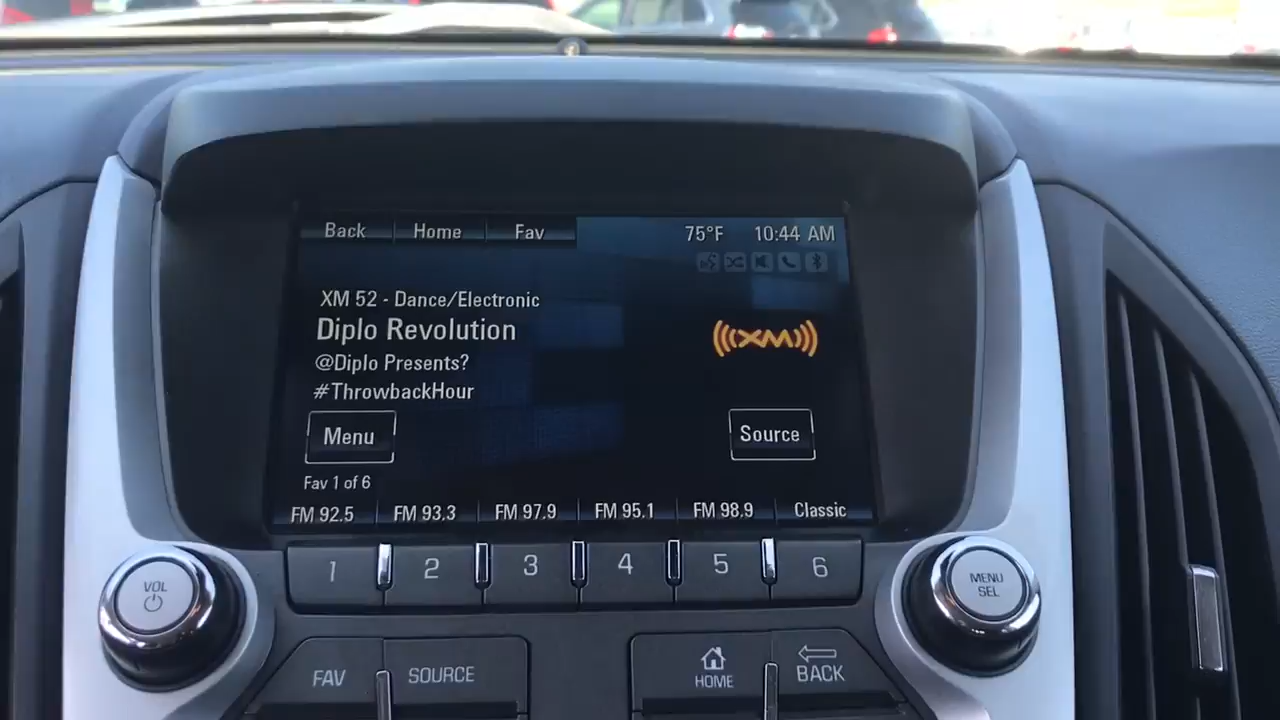 Back Home Fav 75°F 10:44 AM
XM 52 - Dance/Electronic
Diplo Revolution
((XM))
@Diplo Presents?
#ThrowbackHour
Menu
Source
Fav 1 of 6
FM 92.5 FM 93.3 FM 97.9 FM 95.1 FM 98.9 Classic
1 2 3 4 5 6
VOL
MENU
SEL
FAV
SOURCE
HOME
BACK